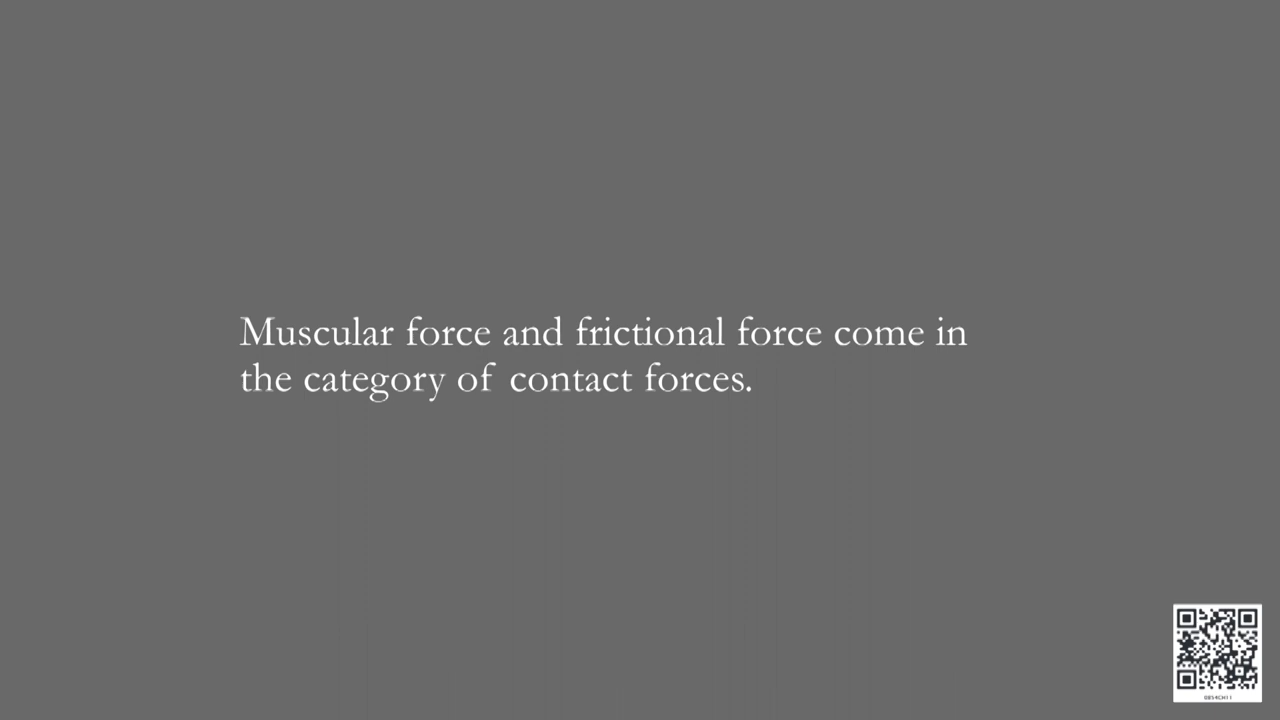 Muscular force and frictional force come in
the category of contact forces.